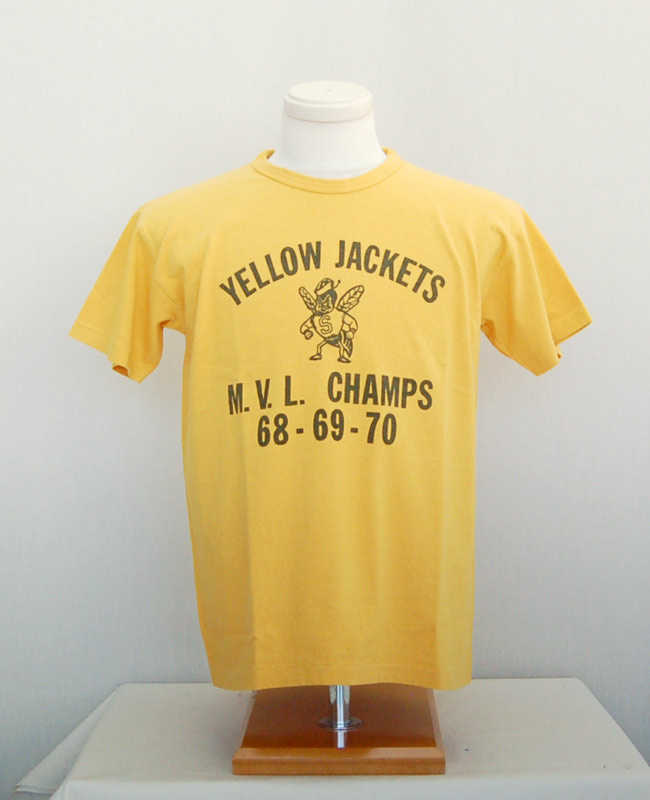 YELLOW JACKETS
S
M. V. L. CHAMPS
68 - 69 - 70